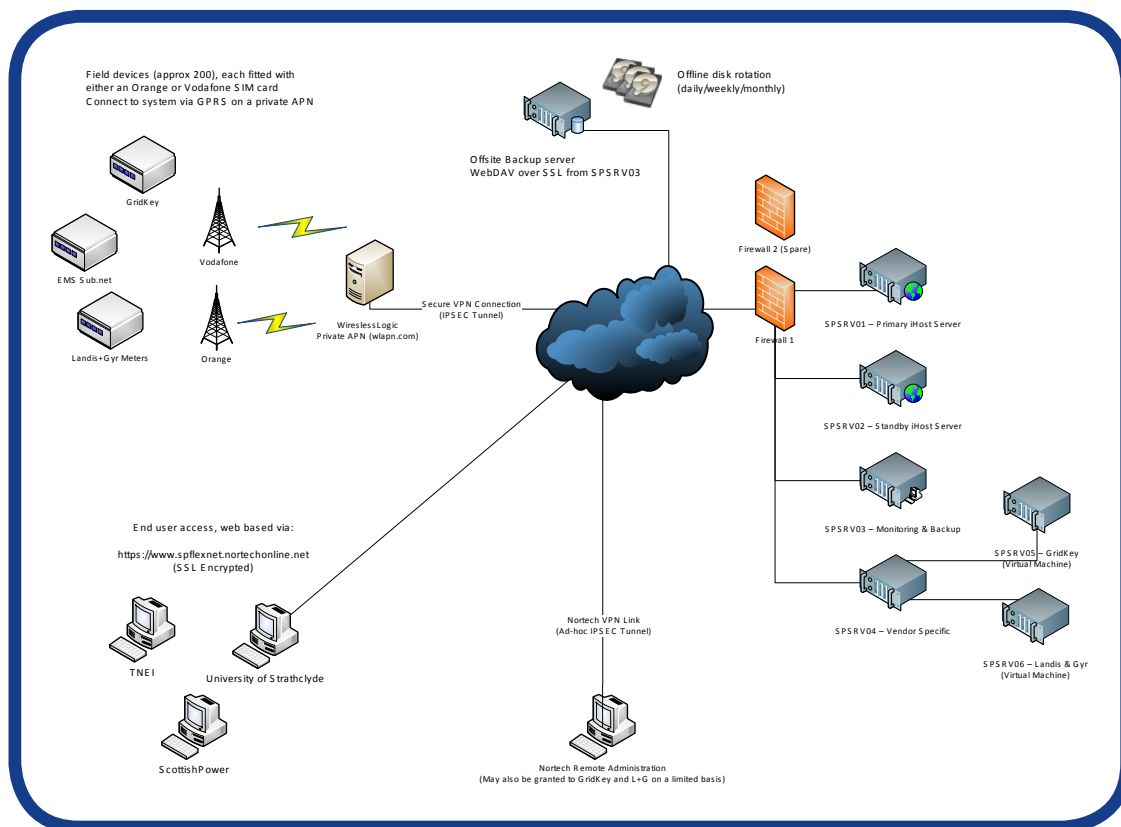 Field devices (approx 200), each fitted with
either an Orange or Vodafone SIM card
Connect to system via GPRS on a private APN
GridKey
EMS Sub.net
Landis+Gyr Meters
Vodafone
Orange
WirelessLogic
Private APN (wlapn.com)
Secure VPN Connection
(IPSEC Tunnel)
Offline disk rotation
(daily/weekly/monthly)
Offsite Backup server
WebDAV over SSL from SPSRV03
Firewall 2 (Spare)
Firewall 1
SPSRV01 – Primary iHost Server
SPSRV02 – Standby iHost Server
SPSRV03 – Monitoring & Backup
SPSRV04 – Vendor Specific
SPSRV05 – GridKey
(Virtual Machine)
SPSRV06 – Landis & Gyr
(Virtual Machine)
End user access, web based via:
https://www.spflexnet.nortechonline.net
(SSL Encrypted)
TNEI
University of Strathclyde
ScottishPower
Nortech VPN Link
(Ad-hoc IPSEC Tunnel)
Nortech Remote Administration
(May also be granted to GridKey and L+G on a limited basis)